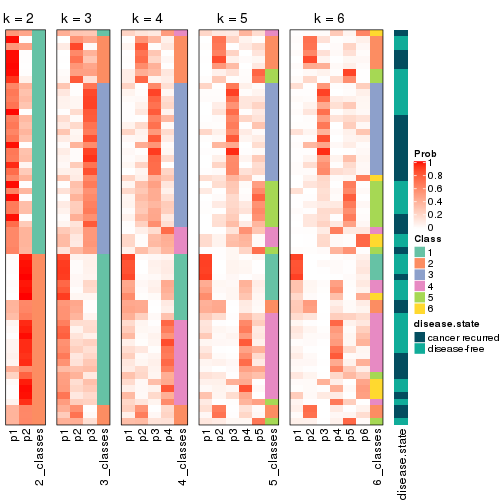 k = 2 k = 3 k = 4 k = 5 k = 6
Prob
1
0.8
0.6
0.4
0.2
0
Class
1
2
3
4
5
6
disease.state
cancer recurred
disease-free
p1 p2 2_classes p1 p2 p3 3_classes p1 p2 p3 p4 4_classes p1 p2 p3 p4 p5 5_classes p1 p2 p3 p4 p5 p6 6_classes disease.state